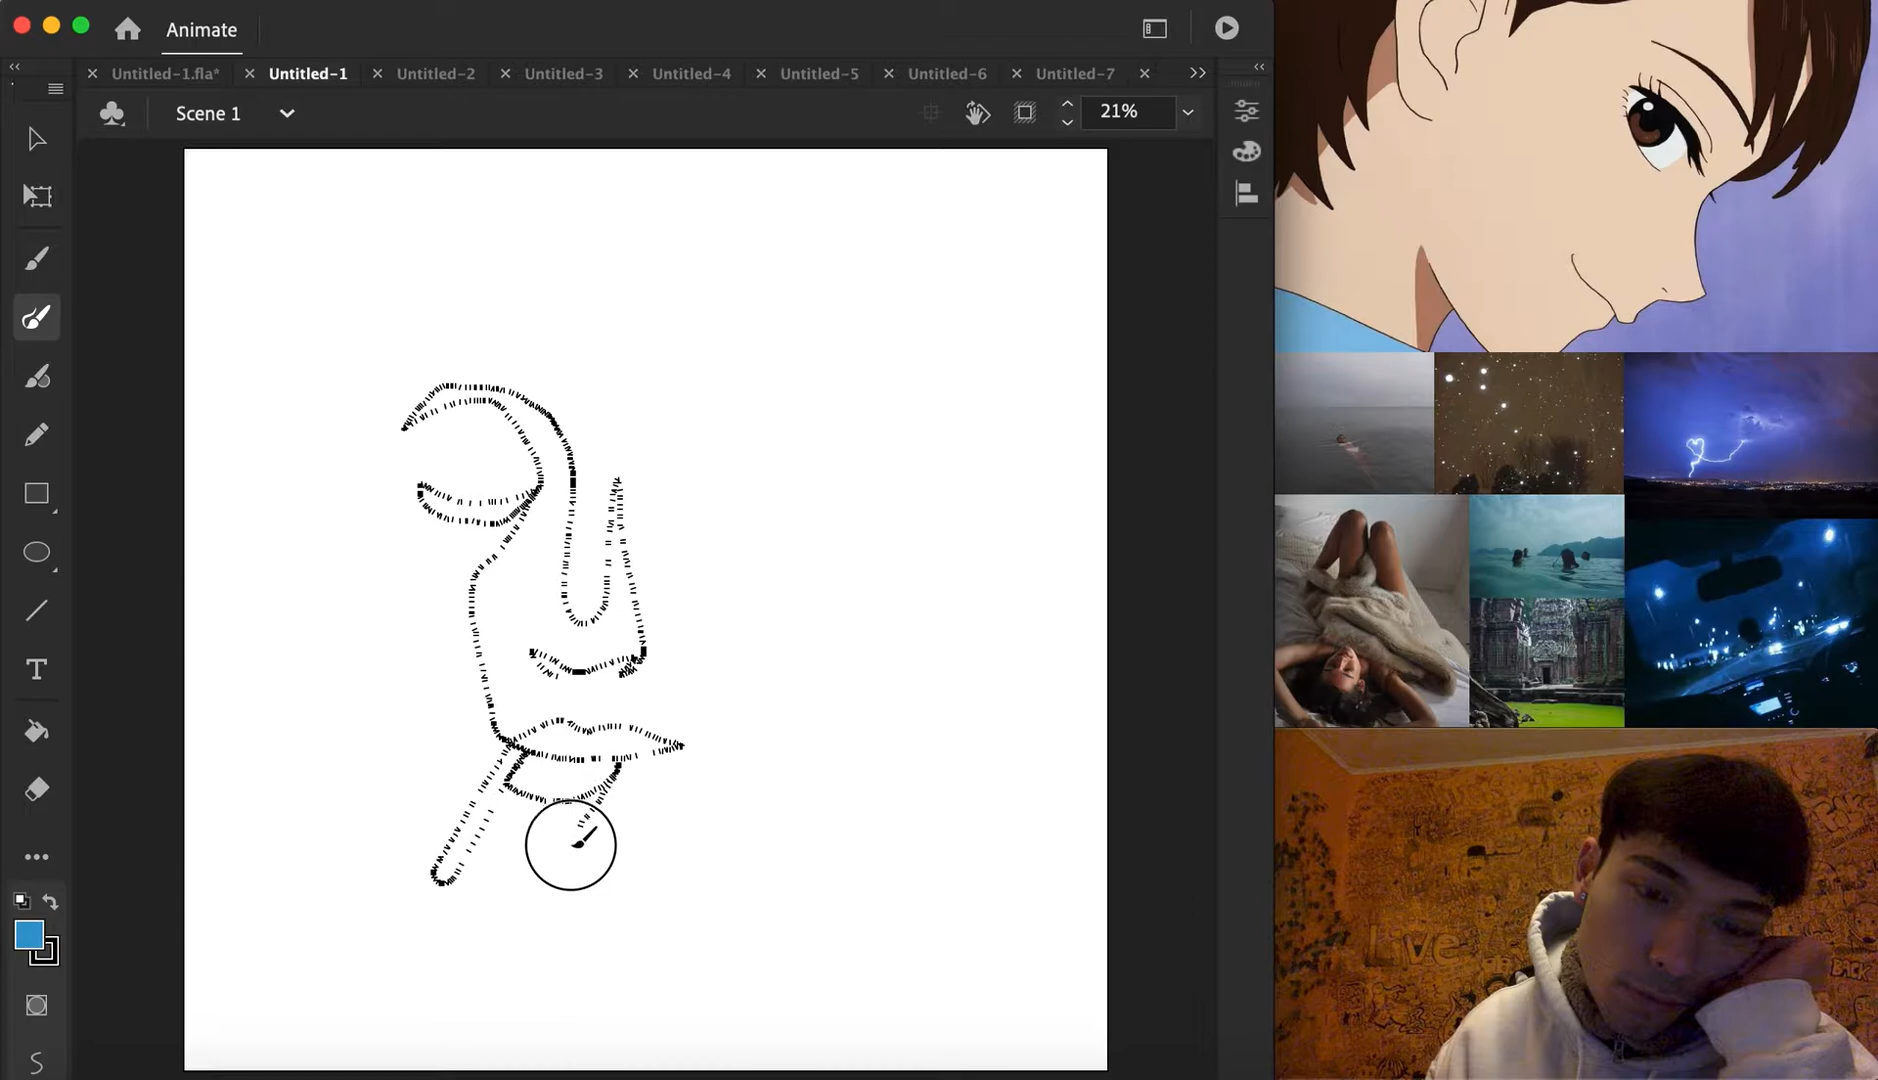 Animate
Untitled-1.fla*
Untitled-1
Untitled-2
Untitled-3
Untitled-4
Untitled-5
Untitled-6
Untitled-7
Scene 1
21%
T
Live
BACK